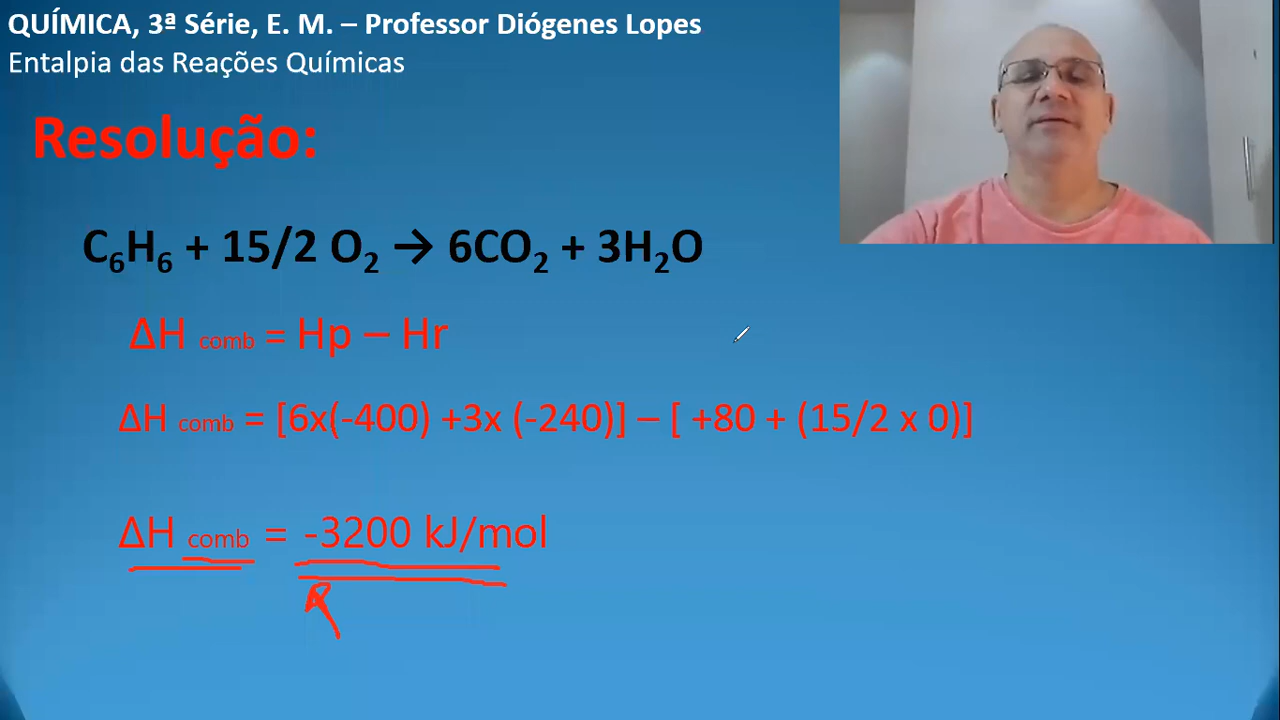 QUÍMICA, 3ª Série, E. M. – Professor Diógenes Lopes
Entalpia das Reações Químicas
Resolução:
C₆H₆ + 15/2 O₂ → 6CO₂ + 3H₂O
ΔH comb = Hp – Hr
ΔH comb = [6x(-400) +3x (-240)] – [ +80 + (15/2 x 0)]
ΔH comb = -3200 kJ/mol